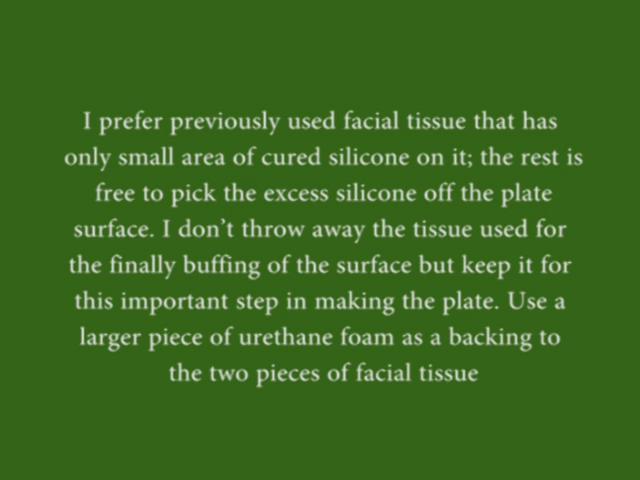 I prefer previously used facial tissue that has
only small area of cured silicone on it; the rest is
free to pick the excess silicone off the plate
surface. I don’t throw away the tissue used for
the finally buffing of the surface but keep it for
this important step in making the plate. Use a
larger piece of urethane foam as a backing to
the two pieces of facial tissue